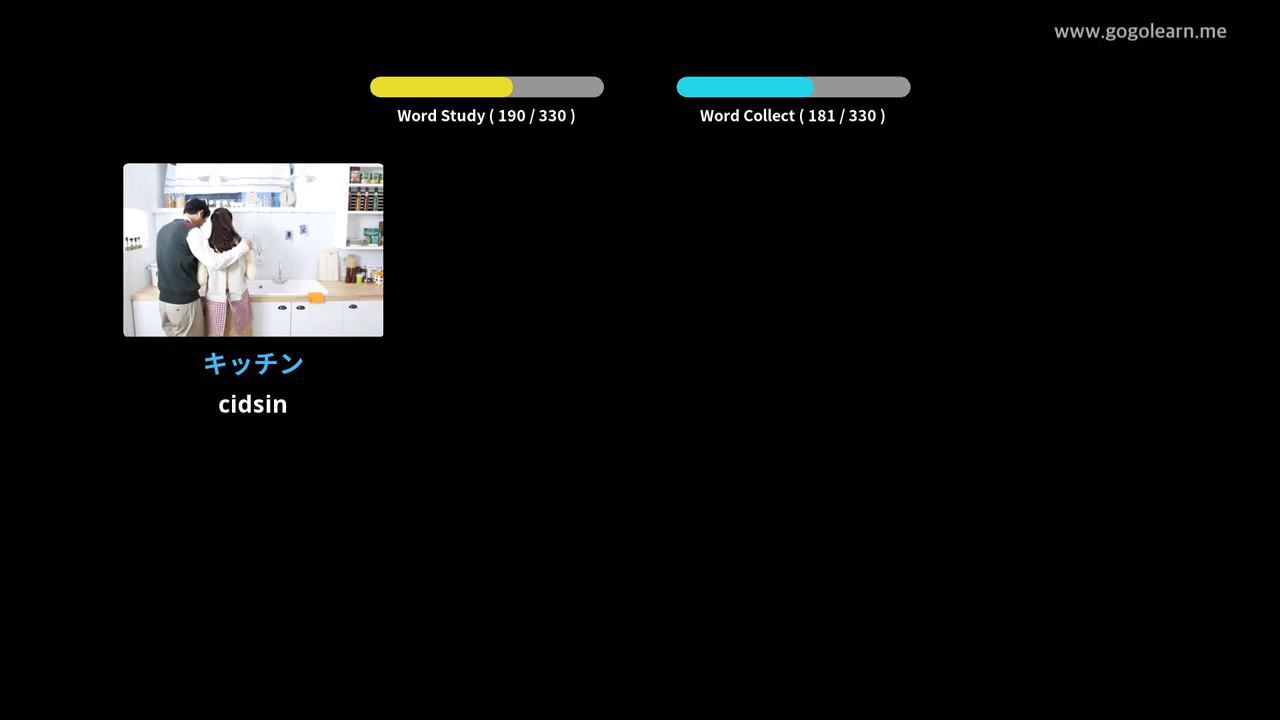 www.gogolearn.me
Word Study ( 190 / 330 )
Word Collect ( 181 / 330 )
キッチン
cidsin